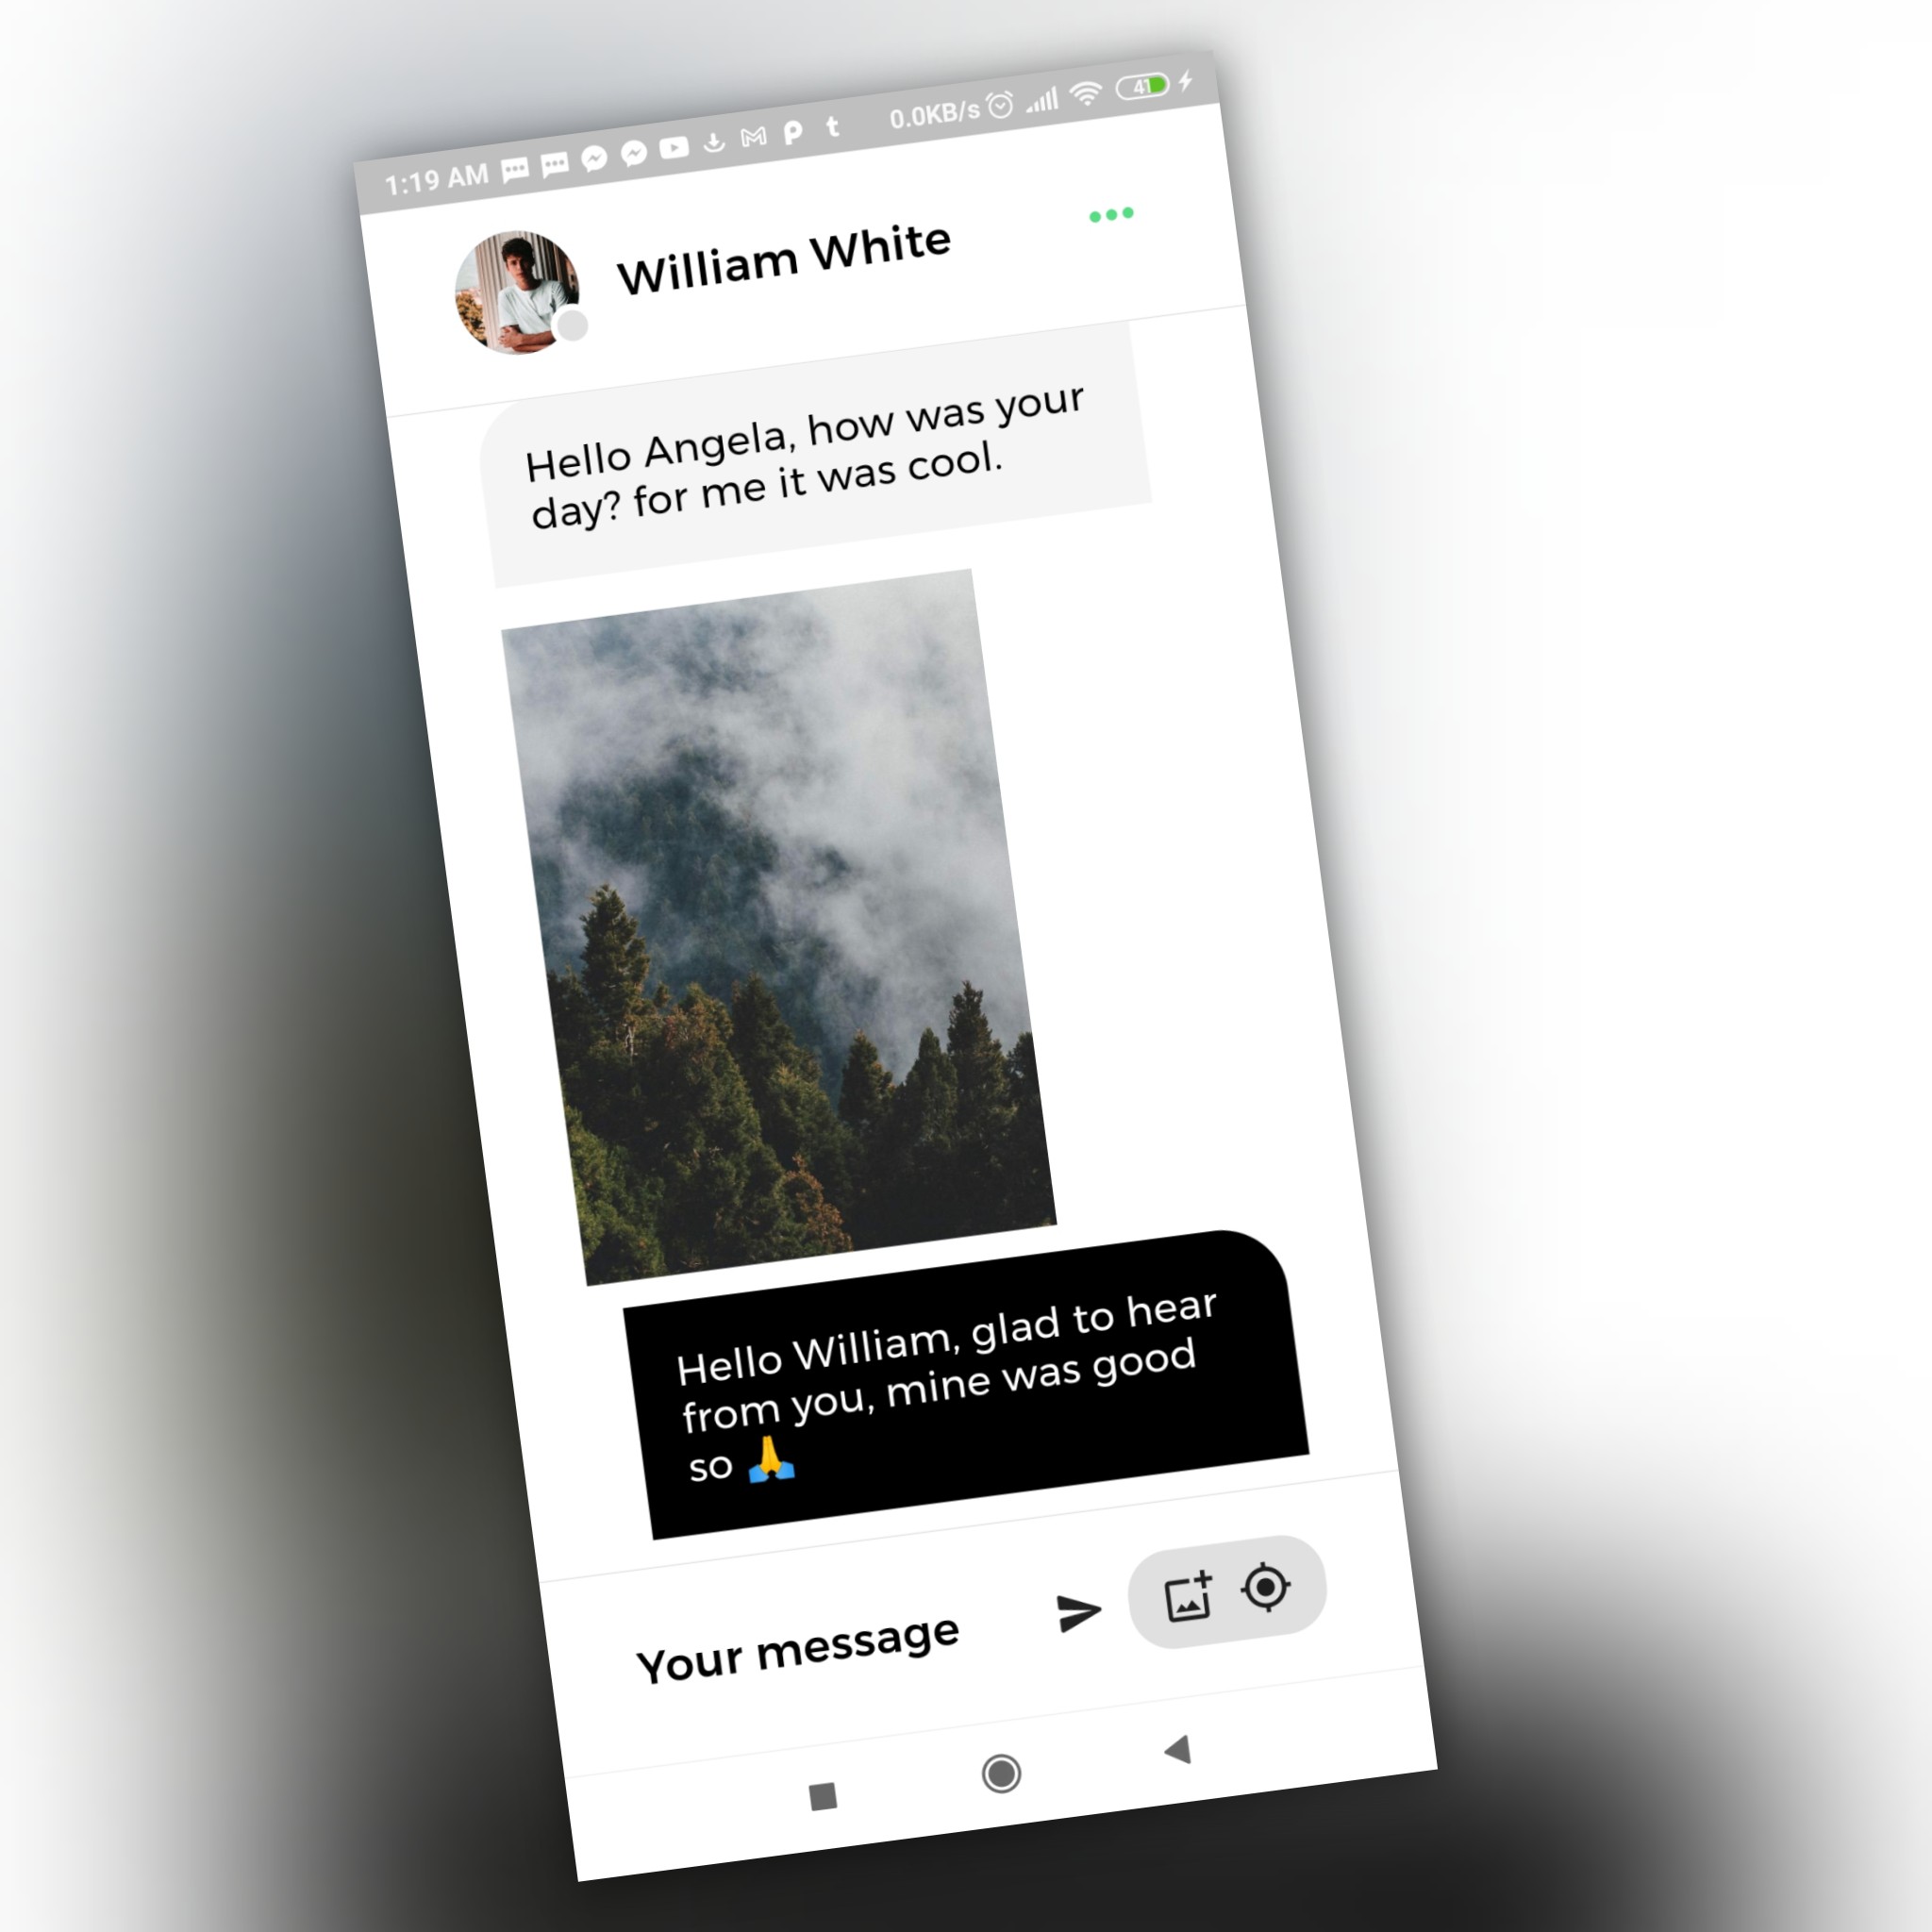 1:19 AM 0.0KB/s 41
William White
Hello Angela, how was your
day? for me it was cool.
Hello William, glad to hear
from you, mine was good
so 🙏
Your message